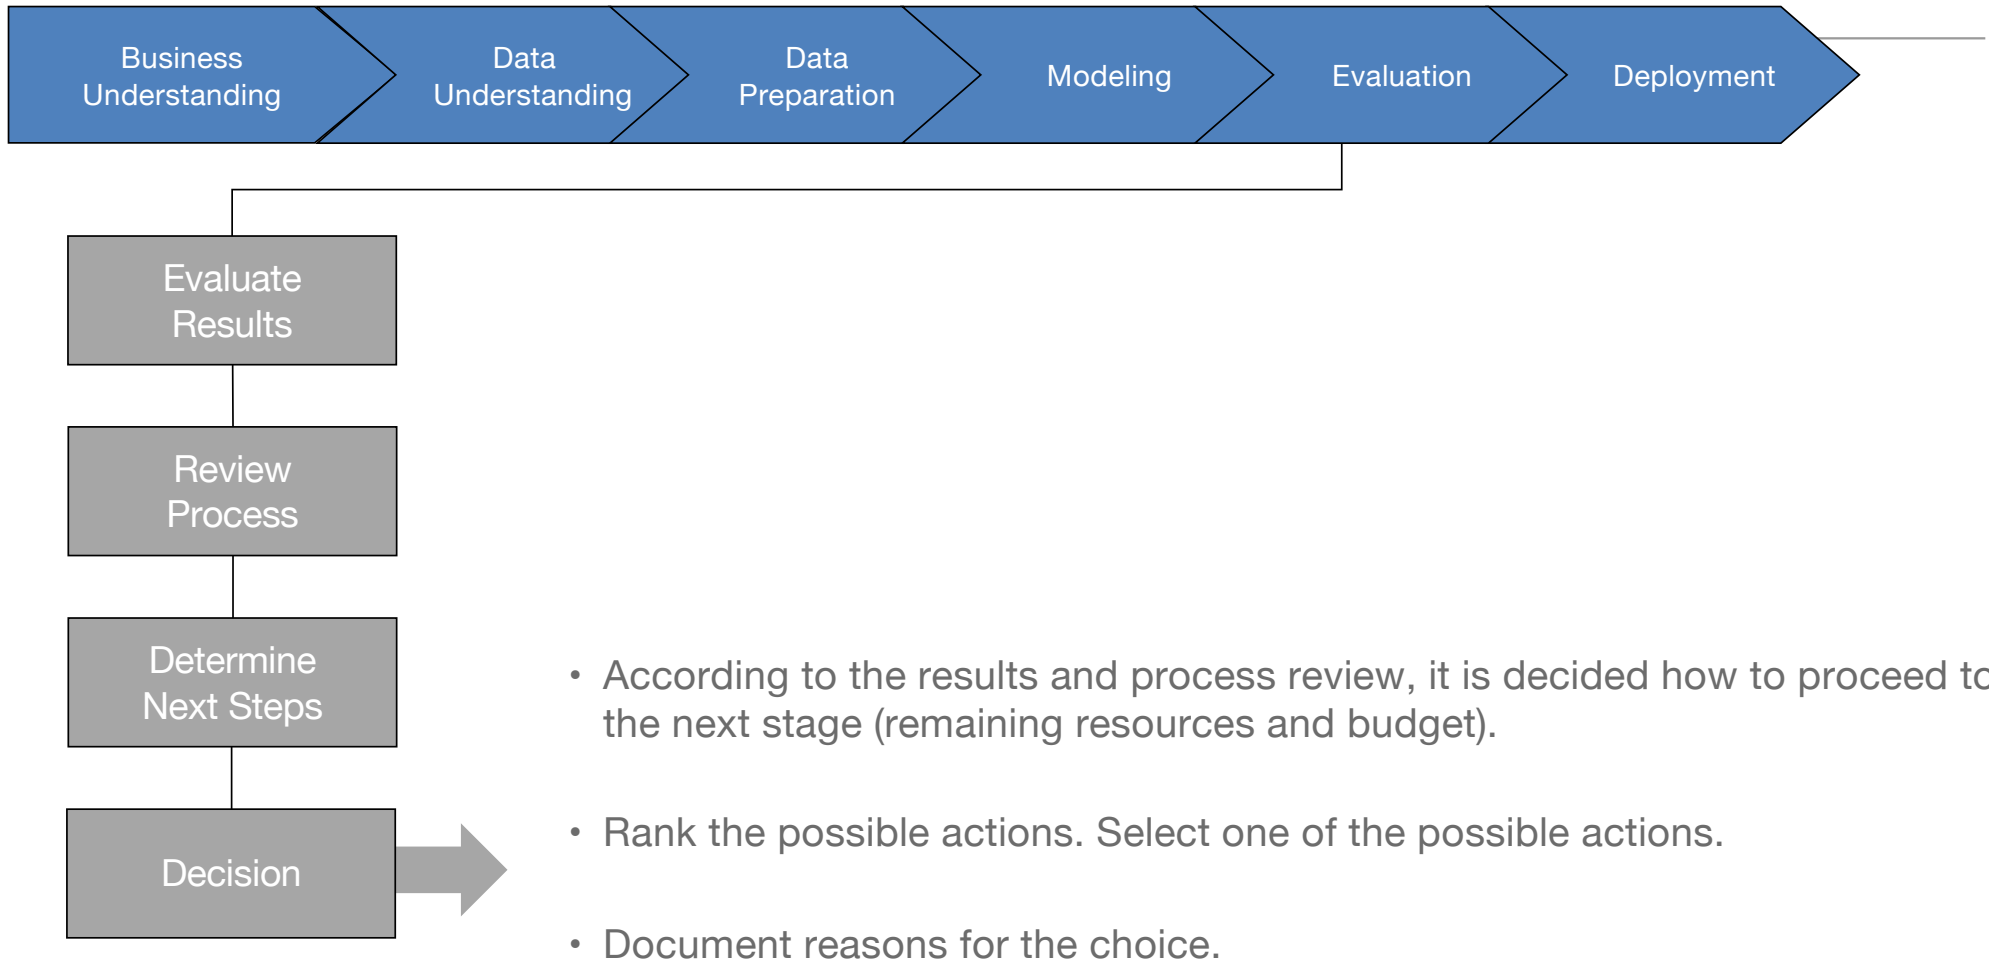 Business
Understanding
Data
Understanding
Data
Preparation
Modeling
Evaluation
Deployment
Evaluate
Results
Review
Process
Determine
Next Steps
• According to the results and process review, it is decided how to proceed to
the next stage (remaining resources and budget).
• Rank the possible actions. Select one of the possible actions.
Decision
• Document reasons for the choice.